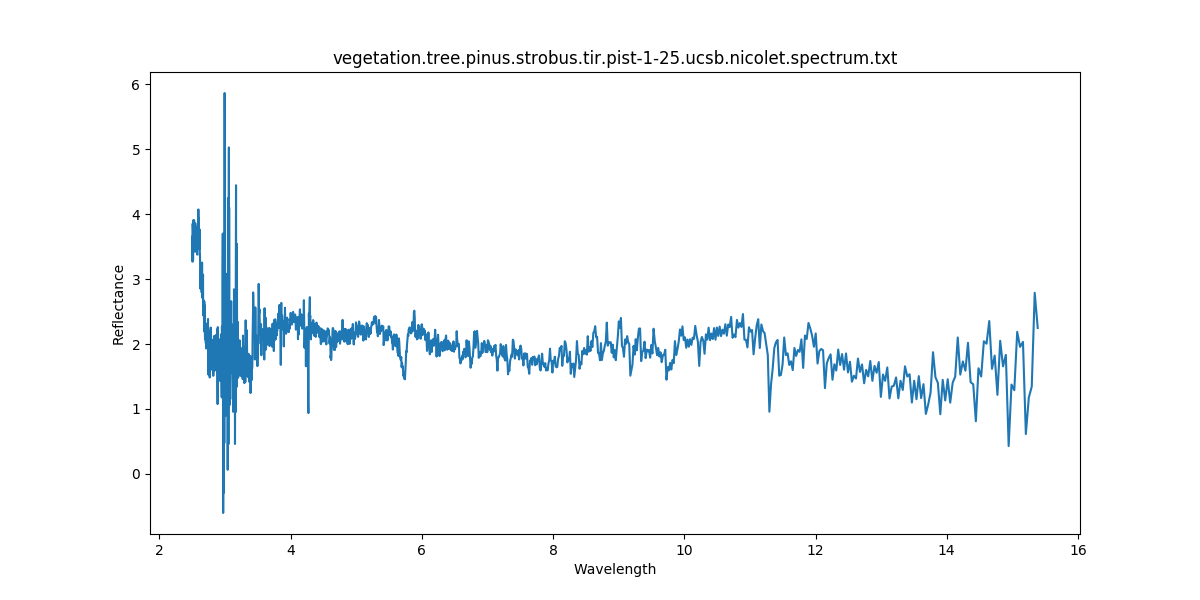 vegetation.tree.pinus.strobus.tir.pist-1-25.ucsb.nicolet.spectrum.txt
6
5
4
3
2
1
0
Reflectance
2 4 6 8 10 12 14 16
Wavelength